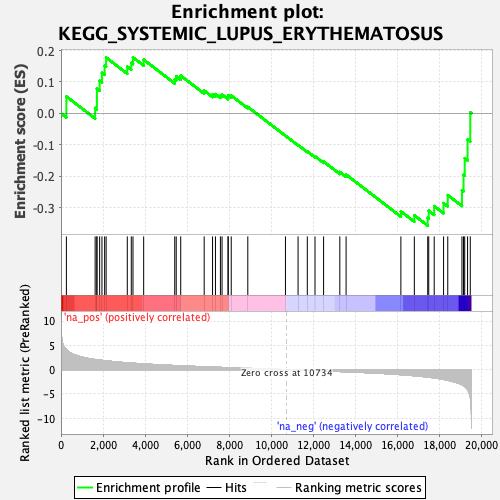 Enrichment plot:
KEGG_SYSTEMIC_LUPUS_ERYTHEMATOSUS
Enrichment score (ES)
0.2
0.1
0.0
-0.1
-0.2
-0.3
Ranked list metric (PreRanked)
10
5
0
-5
-10
'na_pos' (positively correlated)
Zero cross at 10734
'na_neg' (negatively correlated)
0
2,000
4,000
6,000
8,000
10,000
12,000
14,000
16,000
18,000
20,000
Rank in Ordered Dataset
Enrichment profile
Hits
Ranking metric scores